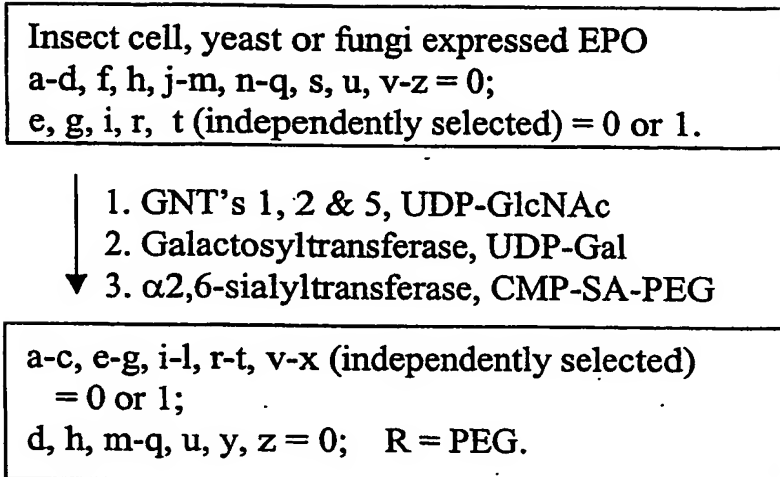 Insect cell, yeast or fungi expressed EPO
a-d, f, h, j-m, n-q, s, u, v-z = 0;
e, g, i, r, t (independently selected) = 0 or 1.
1. GNT's 1, 2 & 5, UDP-GlcNAc
2. Galactosyltransferase, UDP-Gal
3. α2,6-sialyltransferase, CMP-SA-PEG
a-c, e-g, i-l, r-t, v-x (independently selected)
= 0 or 1;
d, h, m-q, u, y, z = 0; R = PEG.